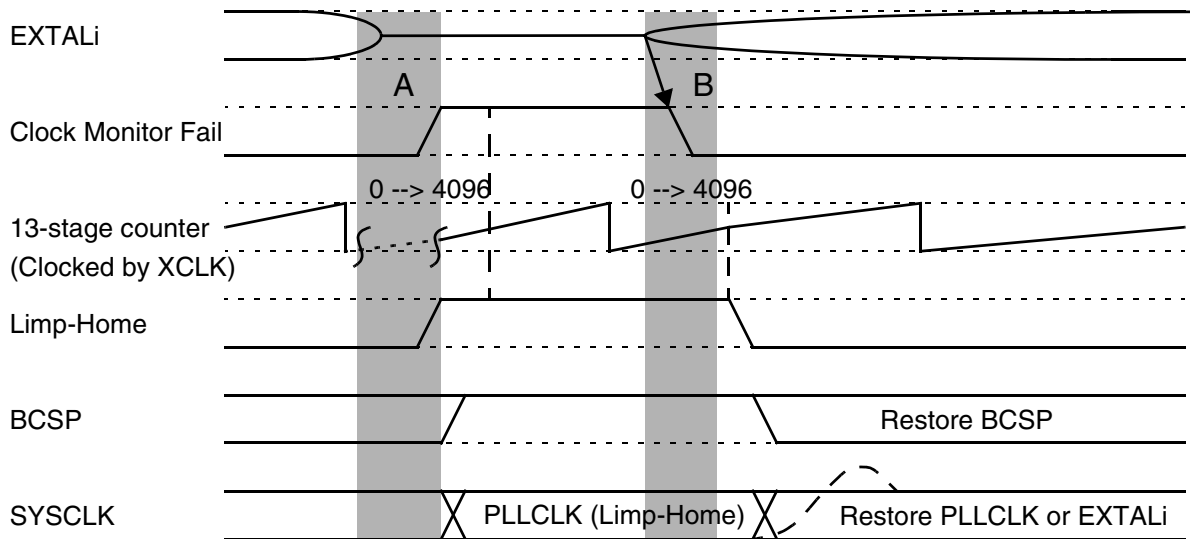 EXTALi
A
B
Clock Monitor Fail
0 --> 4096
0 --> 4096
13-stage counter
(Clocked by XCLK)
Limp-Home
BCSP
Restore BCSP
SYSCLK
PLLCLK (Limp-Home)
Restore PLLCLK or EXTALi